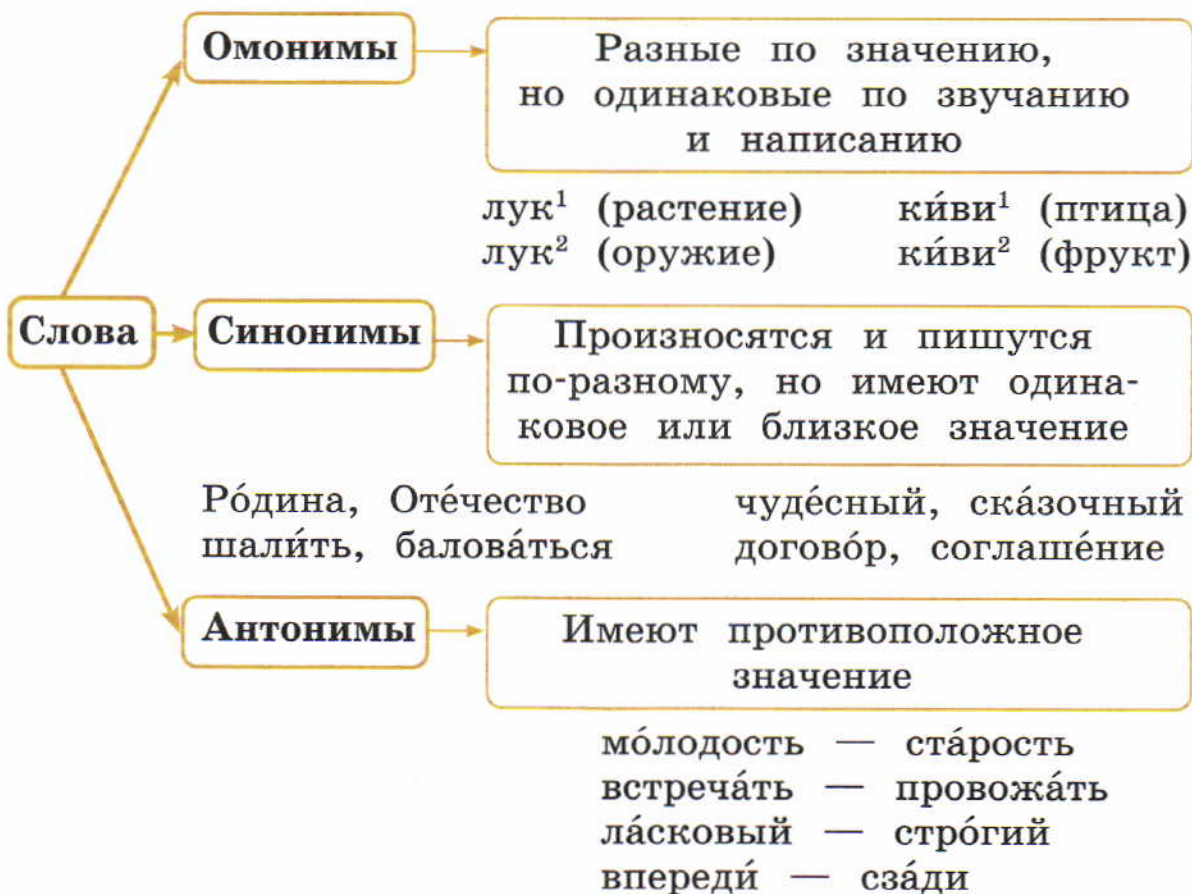 Омонимы
Разные по значению,
но одинаковые по звучанию
и написанию
лук¹ (растение) ки́ви¹ (птица)
лук² (оружие) ки́ви² (фрукт)
Слова
Синонимы
Произносятся и пишутся
по-разному, но имеют одина-
ковое или близкое значение
Ро́дина, Оте́чество чуде́сный, ска́зочный
шали́ть, балова́ться догово́р, соглаше́ние
Антонимы
Имеют противоположное
значение
мо́лодость — ста́рость
встреча́ть — провожа́ть
ла́сковый — стро́гий
впереди́ — сза́ди